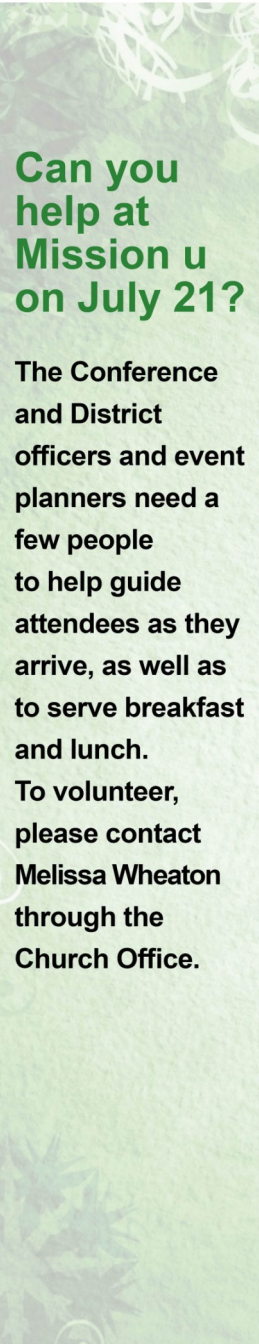 Can you
help at
Mission u
on July 21?
The Conference
and District
officers and event
planners need a
few people
to help guide
attendees as they
arrive, as well as
to serve breakfast
and lunch.
To volunteer,
please contact
Melissa Wheaton
through the
Church Office.